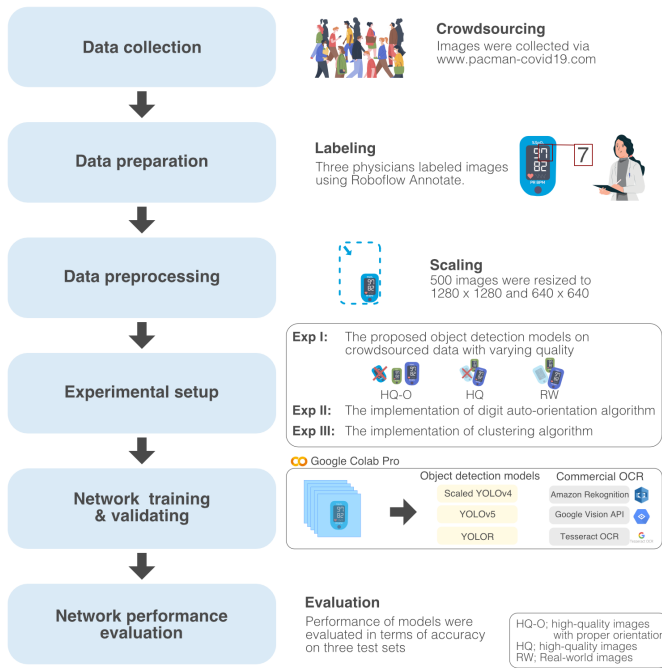 Data collection
Crowdsourcing
Images were collected via
www.pacman-covid19.com
Data preparation
Labeling
Three physicians labeled images
using Roboflow Annotate.
97
82
7
Data preprocessing
Scaling
500 images were resized to
1280 x 1280 and 640 x 640
Experimental setup
Exp I: The proposed object detection models on
crowdsourced data with varying quality
HQ-O HQ RW
Exp II: The implementation of digit auto-orientation algorithm
Exp III: The implementation of clustering algorithm
Google Colab Pro
Network training
& validating
Object detection models
Scaled YOLOv4
YOLOv5
YOLOR
Commercial OCR
Amazon Rekognition
Google Vision API
Tesseract OCR
Network performance
evaluation
Evaluation
Performance of models were
evaluated in terms of accuracy
on three test sets
HQ-O; high-quality images
with proper orientation
HQ; high-quality images
RW; Real-world images